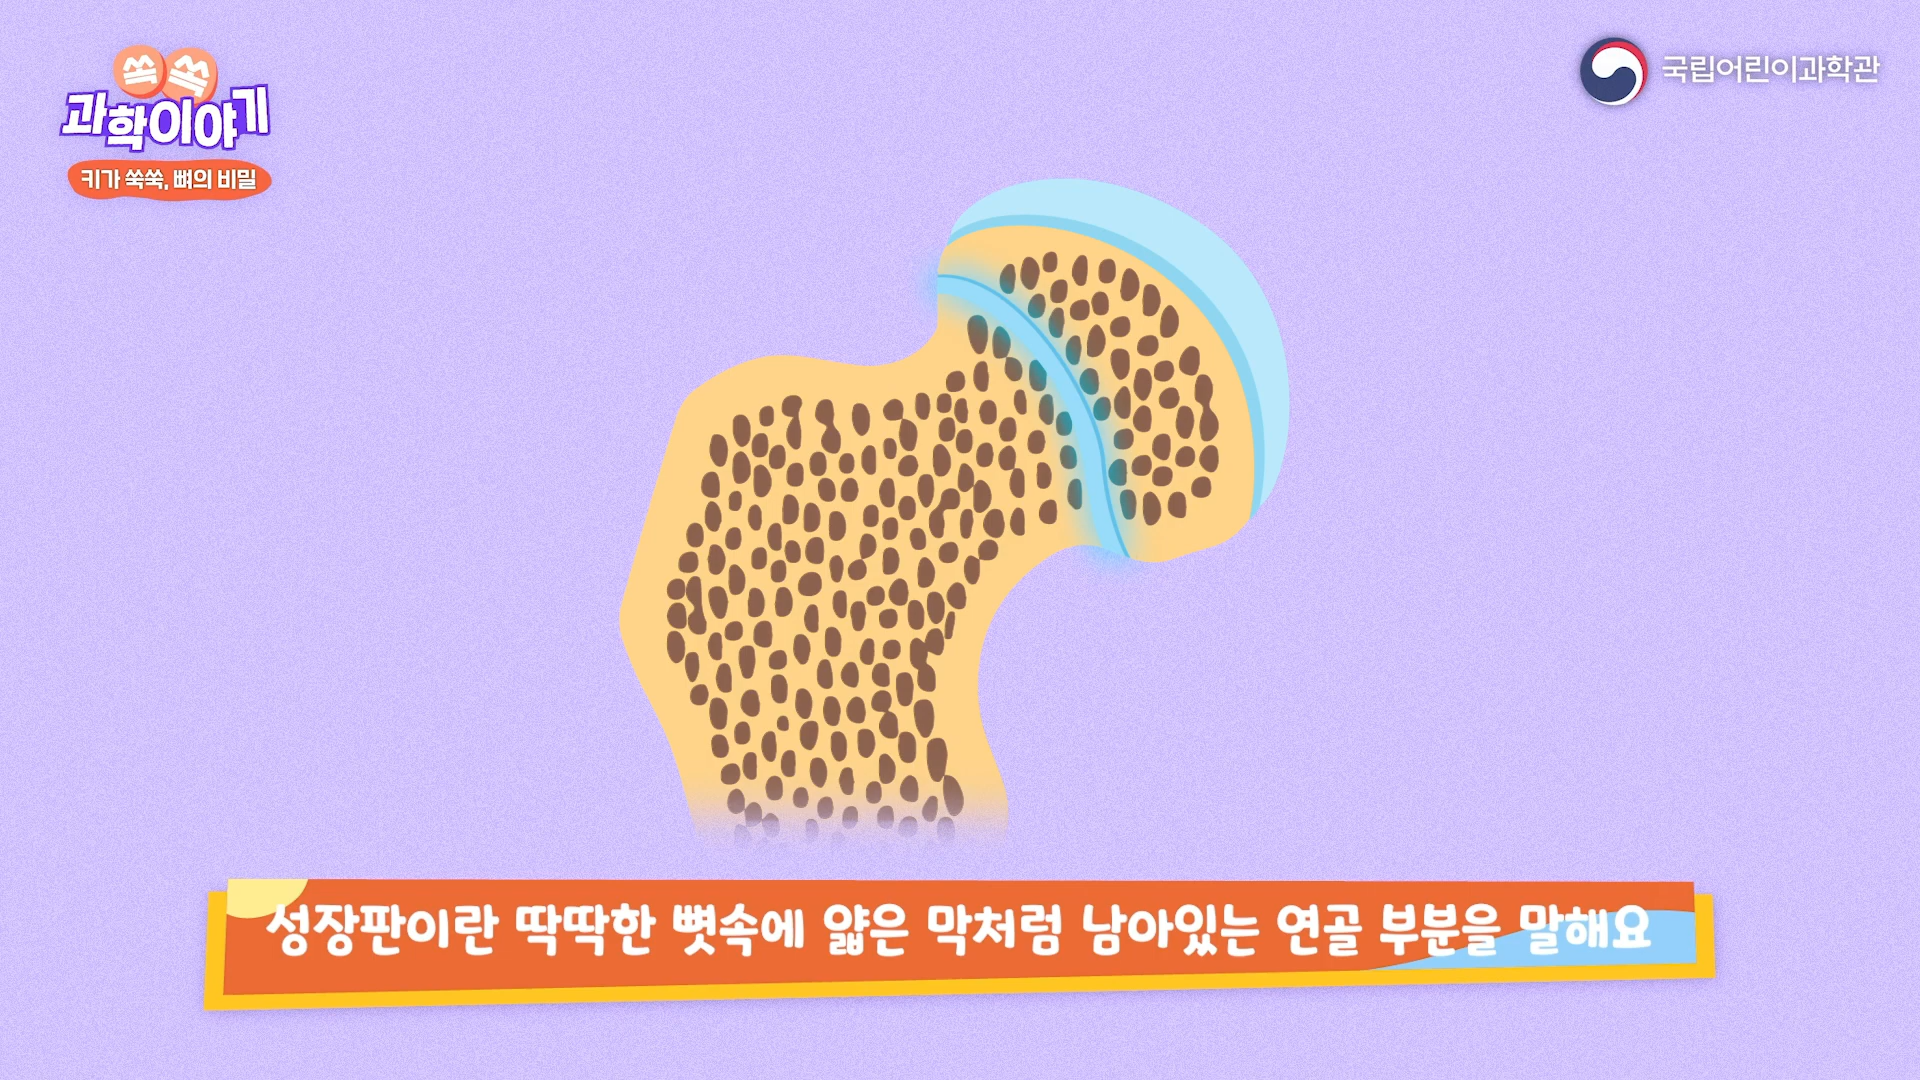 쏙쏙
과학이야기
키가 쑥쑥, 뼈의 비밀
국립어린이과학관
성장판이란 딱딱한 뼛속에 얇은 막처럼 남아있는 연골 부분을 말해요